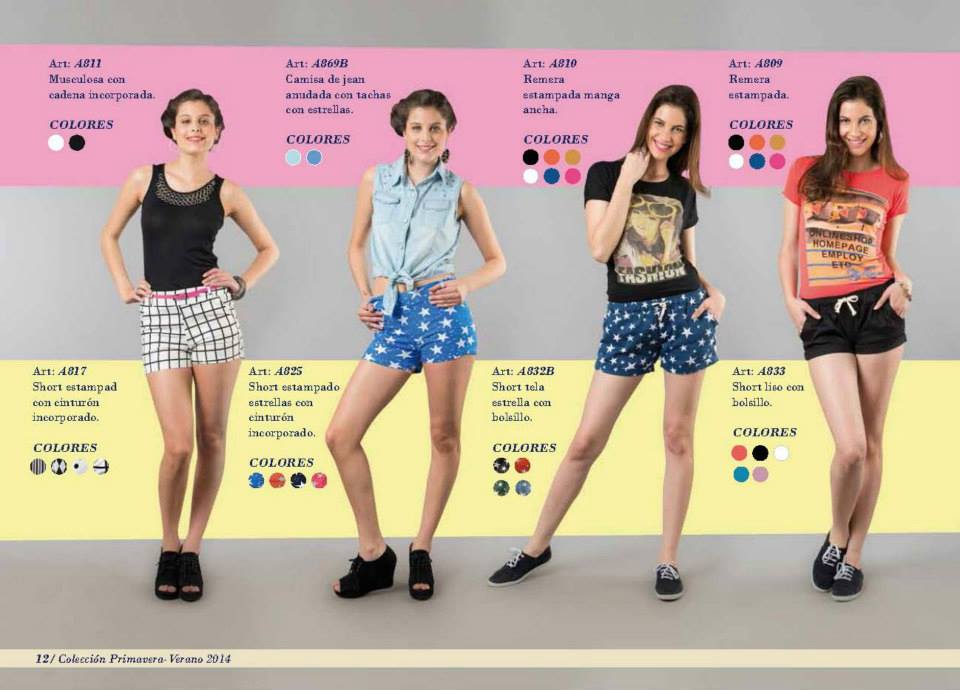 Art: A811
Musculosa con
cadena incorporada.
COLORES
Art: A869B
Camisa de jean
anudada con tachas
con estrellas.
COLORES
Art: A810
Remera
estampada manga
ancha.
COLORES
Art: A809
Remera
estampada.
COLORES
FASHION
ONLINESHOP
HOMEPAGE
EMPLOY
ETC
Art: A817
Short estampad
con cinturón
incorporado.
COLORES
Art: A825
Short estampado
estrellas con
cinturón
incorporado.
COLORES
Art: A832B
Short tela
estrella con
bolsillo.
COLORES
Art: A833
Short liso con
bolsillo.
COLORES
12/ Colección Primavera-Verano 2014